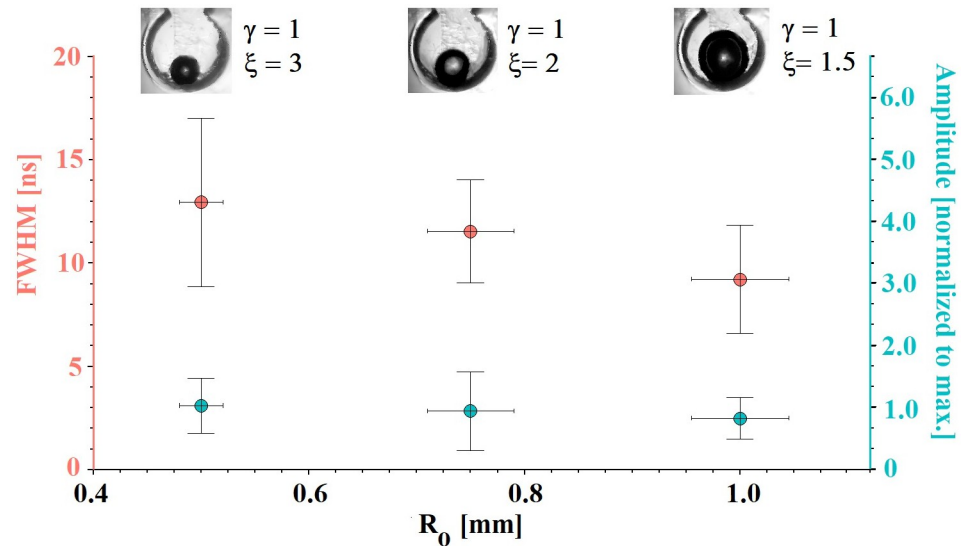 γ = 1
ξ = 3
γ = 1
ξ= 2
γ = 1
ξ= 1.5
FWHM [ns]
20
15
10
5
0
Amplitude [normalized to max.]
6.0
5.0
4.0
3.0
2.0
1.0
0
0.4
0.6
0.8
1.0
R₀ [mm]